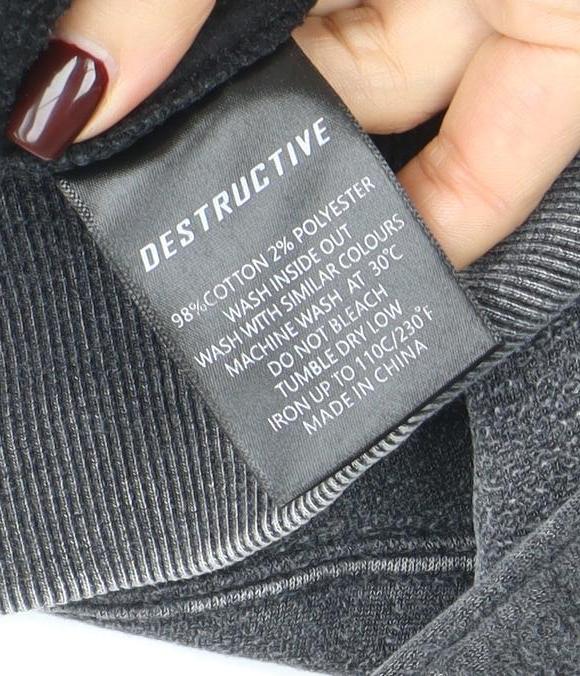 DESTRUCTIVE
98%COTTON 2% POLYESTER
WASH INSIDE OUT
WASH WITH SIMILAR COLOURS
MACHINE WASH AT 30°C
DO NOT BLEACH
TUMBLE DRY LOW
IRON UP TO 110C/230°F
MADE IN CHINA